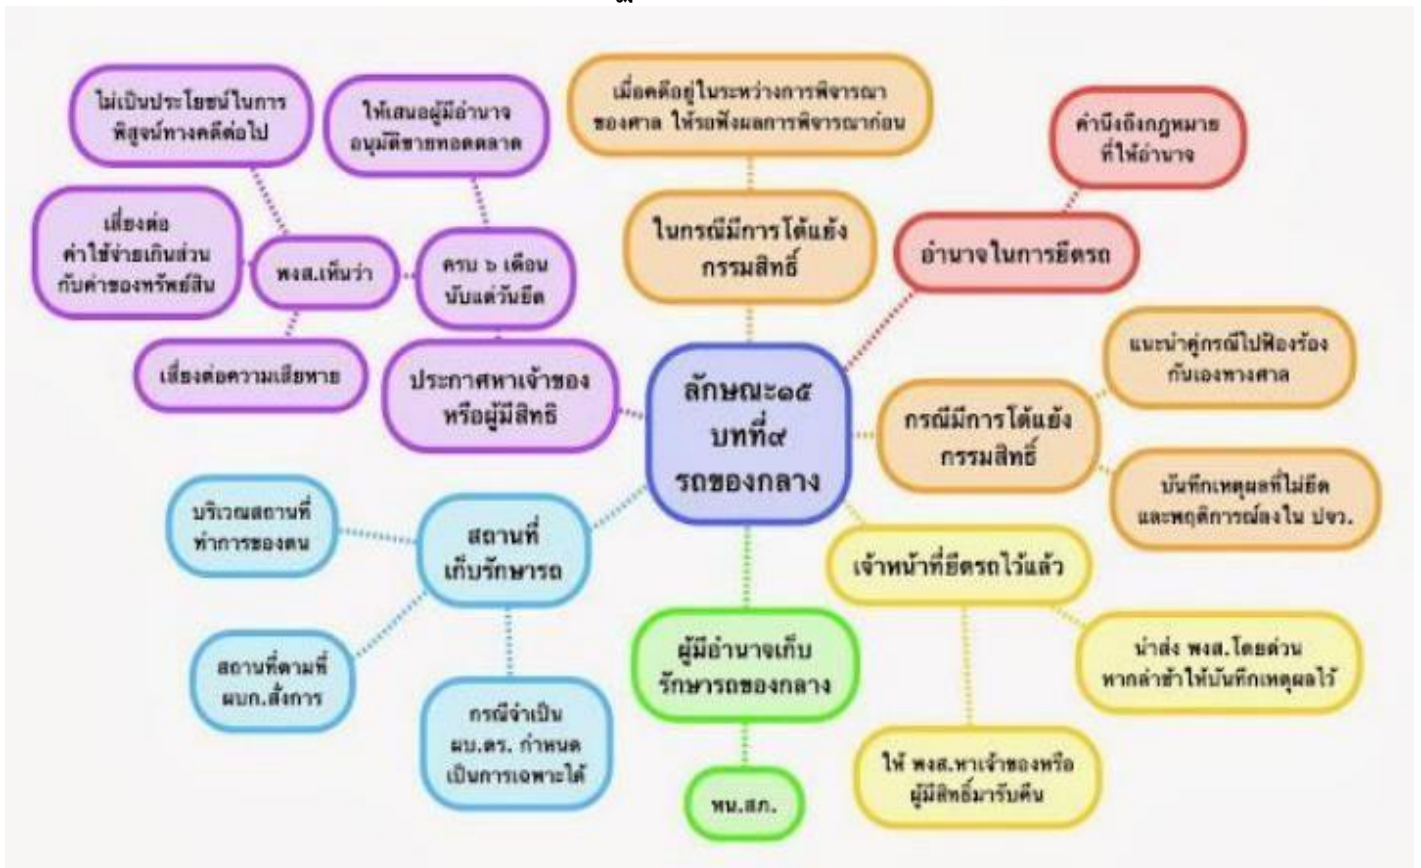 ไม่เป็นประโยชน์ในการ
พิสูจน์ทางคดีต่อไป
ให้เสนอผู้มีอำนาจ
อนุมัติขายทอดตลาด
เมื่อคดีอยู่ในระหว่างการพิจารณา
ของศาล ให้รอฟังผลการพิจารณาก่อน
คำนึงถึงกฎหมาย
ที่ให้อำนาจ
เสี่ยงต่อ
ค่าใช้จ่ายเกินส่วน
กับค่าของทรัพย์สิน
พงส.เห็นว่า
ครบ ๖ เดือน
นับแต่วันยึด
ในกรณีมีการโต้แย้ง
กรรมสิทธิ์
อำนาจในการยึดรถ
เสี่ยงต่อความเสียหาย
ประกาศหาเจ้าของ
หรือผู้มีสิทธิ
ลักษณะ๑๕
บทที่๙
รถของกลาง
แนะนำคู่กรณีไปฟ้องร้อง
กันเองทางศาล
กรณีมีการโต้แย้ง
กรรมสิทธิ์
บันทึกเหตุผลที่ไม่ยึด
และพฤติการณ์ลงใน ปจว.
บริเวณสถานที่
ทำการของตน
สถานที่
เก็บรักษารถ
เจ้าหน้าที่ยึดรถไว้แล้ว
สถานที่ตามที่
ผบก.สั่งการ
กรณีจำเป็น
ผบ.ตร. กำหนด
เป็นการเฉพาะได้
ผู้มีอำนาจเก็บ
รักษารถของกลาง
หน.สภ.
นำส่ง พงส.โดยด่วน
หากล่าช้าให้บันทึกเหตุผลไว้
ให้ พงส.หาเจ้าของหรือ
ผู้มีสิทธิ์มารับคืน